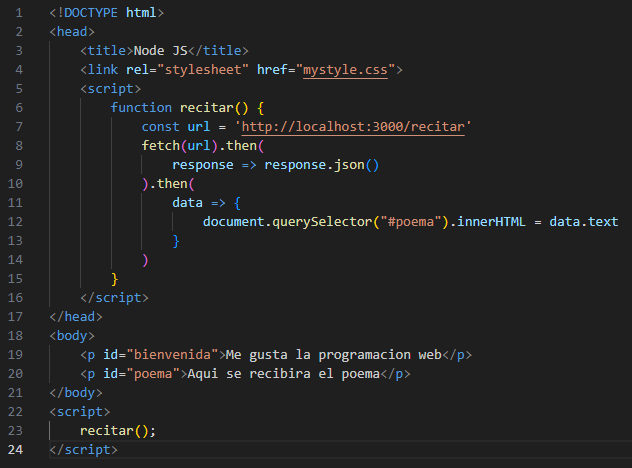 1 <!DOCTYPE html>
2 <head>
3     <title>Node JS</title>
4     <link rel="stylesheet" href="mystyle.css">
5     <script>
6         function recitar() {
7             const url = 'http://localhost:3000/recitar'
8             fetch(url).then(
9                 response => response.json()
10             ).then(
11                 data => {
12                     document.querySelector("#poema").innerHTML = data.text
13                 }
14             )
15         }
16     </script>
17 </head>
18 <body>
19     <p id="bienvenida">Me gusta la programacion web</p>
20     <p id="poema">Aqui se recibira el poema</p>
21 </body>
22 <script>
23     recitar();
24 </script>